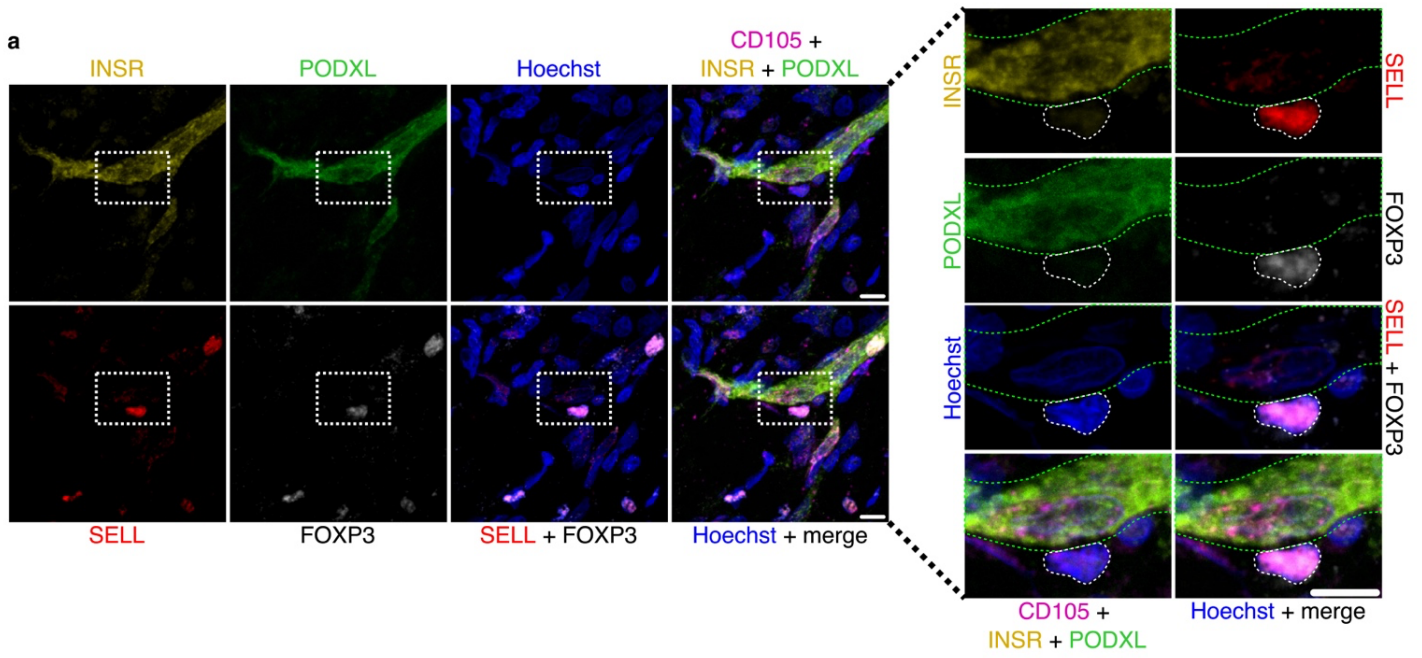 a
INSR
PODXL
Hoechst
CD105 +
INSR + PODXL
SELL
FOXP3
SELL + FOXP3
Hoechst + merge
INSR
SELL
PODXL
FOXP3
Hoechst
SELL + FOXP3
CD105 +
INSR + PODXL
Hoechst + merge